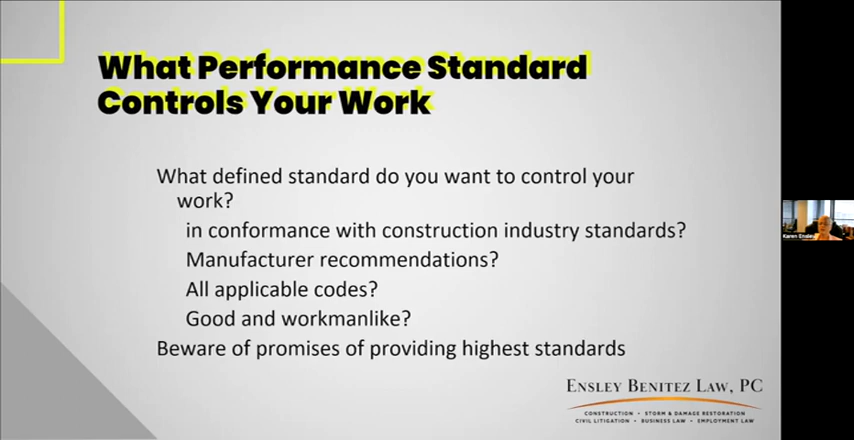 What Performance Standard
Controls Your Work
What defined standard do you want to control your
work?
in conformance with construction industry standards?
Manufacturer recommendations?
All applicable codes?
Good and workmanlike?
Beware of promises of providing highest standards
ENSLEY BENITEZ LAW, PC
CONSTRUCTION • STORM & DAMAGE RESTORATION
CIVIL LITIGATION • BUSINESS LAW • EMPLOYMENT LAW
Karen Ensley